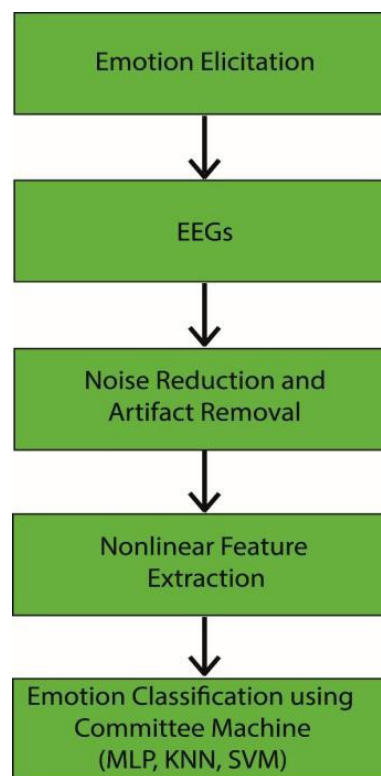 Emotion Elicitation
EEGs
Noise Reduction and
Artifact Removal
Nonlinear Feature
Extraction
Emotion Classification using
Committee Machine
(MLP, KNN, SVM)